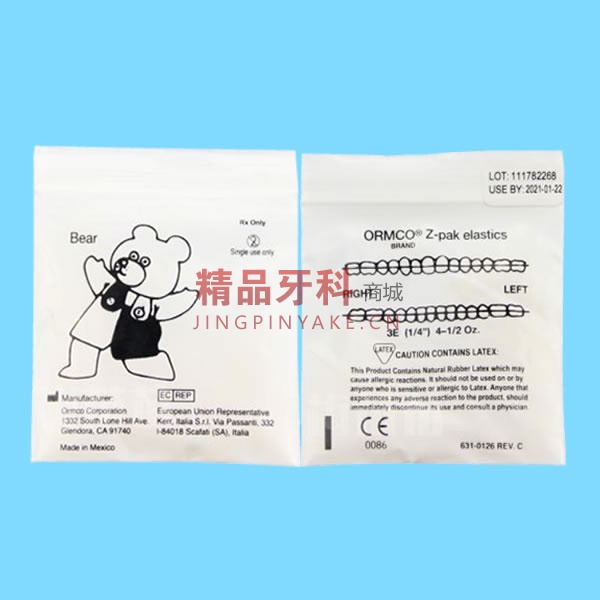 Bear
Rx Only
2
Single use only
Manufacturer:
Ormco Corporation
1332 South Lone Hill Ave.
Glendora, CA 91740
Made in Mexico
EC REP
European Union Representative
Kerr, Italia S.r.l. Via Passanti, 332
I-84018 Scafati (SA), Italia
LOT: 111782268
USE BY: 2021-01-22
ORMCO® Z-pak elastics
BRAND
RIGHT
LEFT
3E (1/4") 4-1/2 Oz.
LATEX
CAUTION CONTAINS LATEX:
This Product Contains Natural Rubber Latex which may
cause allergic reactions. It should not be used on or by
anyone who is sensitive or allergic to Latex. Anyone that
experiences any adverse reaction to the product, should
immediately discontinue its use and consult a physician.
CE
0086
631-0126 REV. C
精品牙科商城
JINGPINYAKE.CN